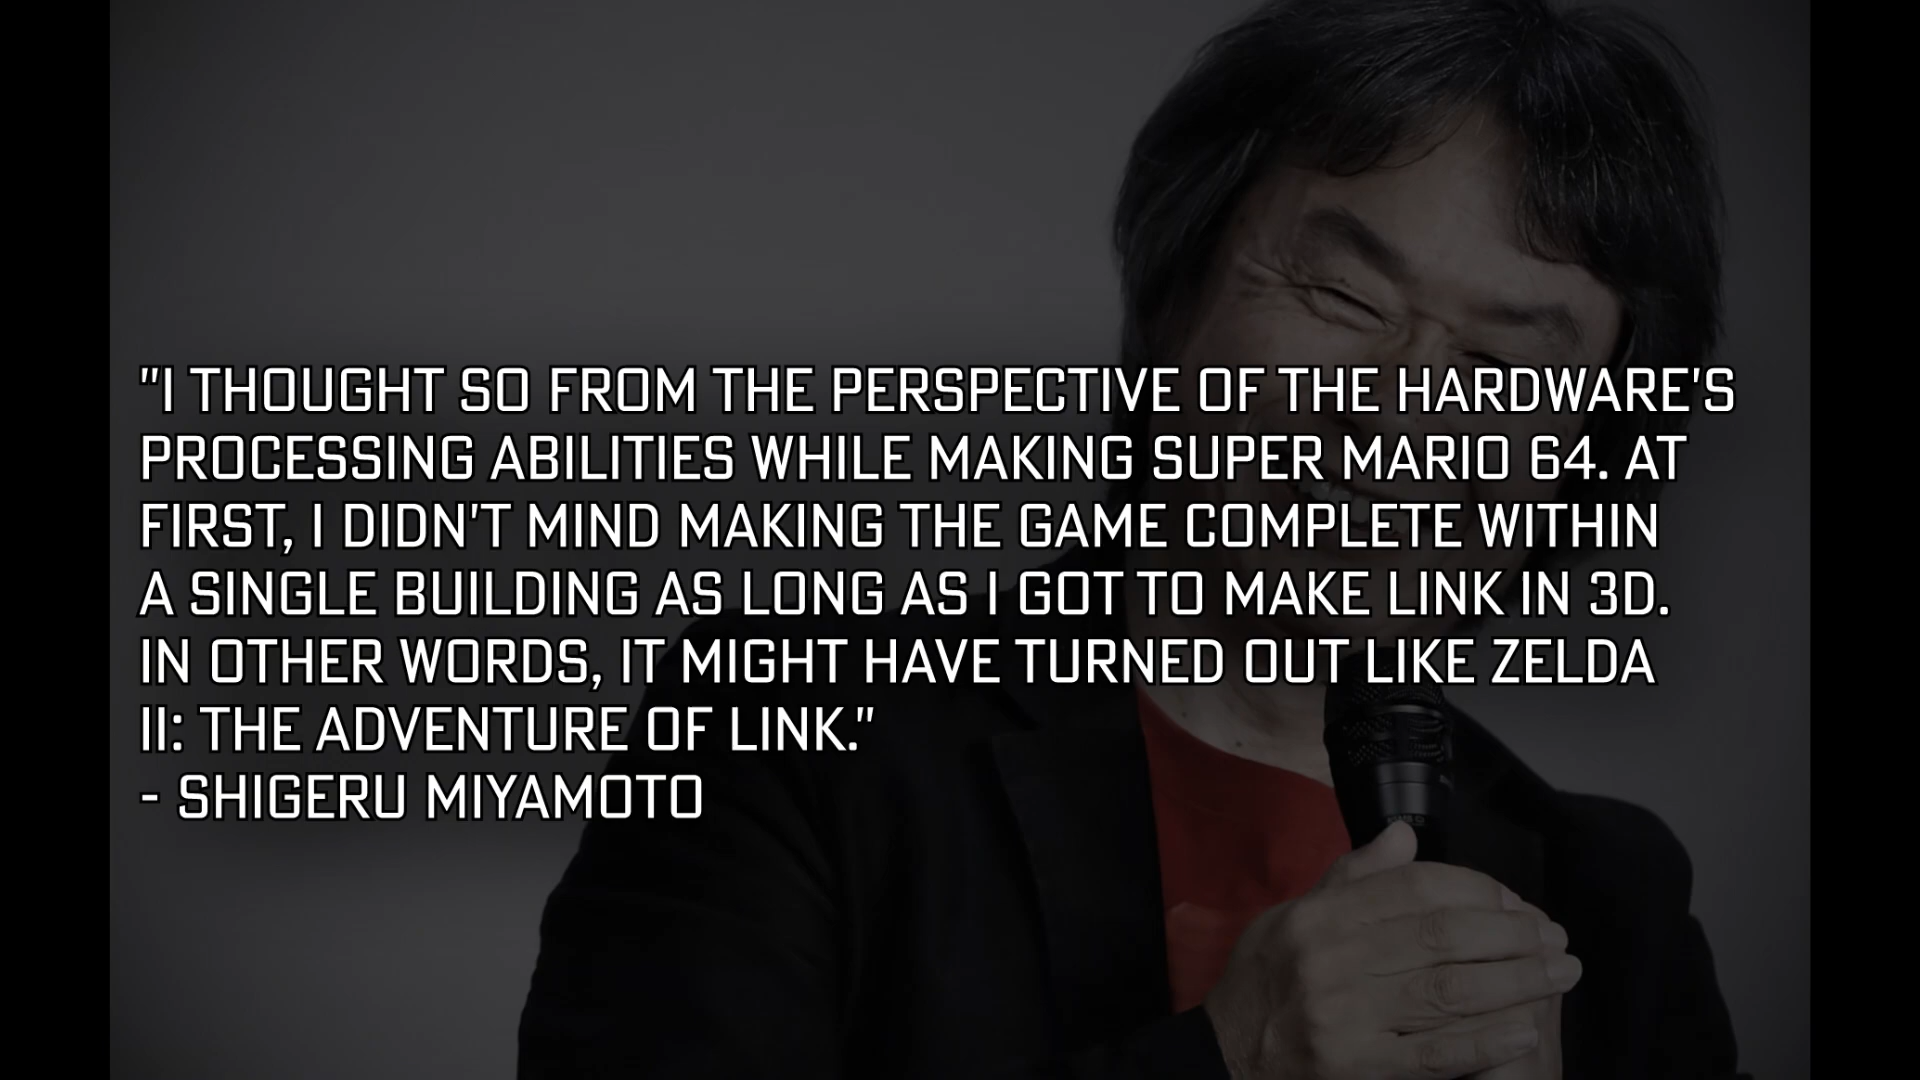 "I THOUGHT SO FROM THE PERSPECTIVE OF THE HARDWARE'S
PROCESSING ABILITIES WHILE MAKING SUPER MARIO 64. AT
FIRST, I DIDN'T MIND MAKING THE GAME COMPLETE WITHIN
A SINGLE BUILDING AS LONG AS I GOT TO MAKE LINK IN 3D.
IN OTHER WORDS, IT MIGHT HAVE TURNED OUT LIKE ZELDA
II: THE ADVENTURE OF LINK."
- SHIGERU MIYAMOTO